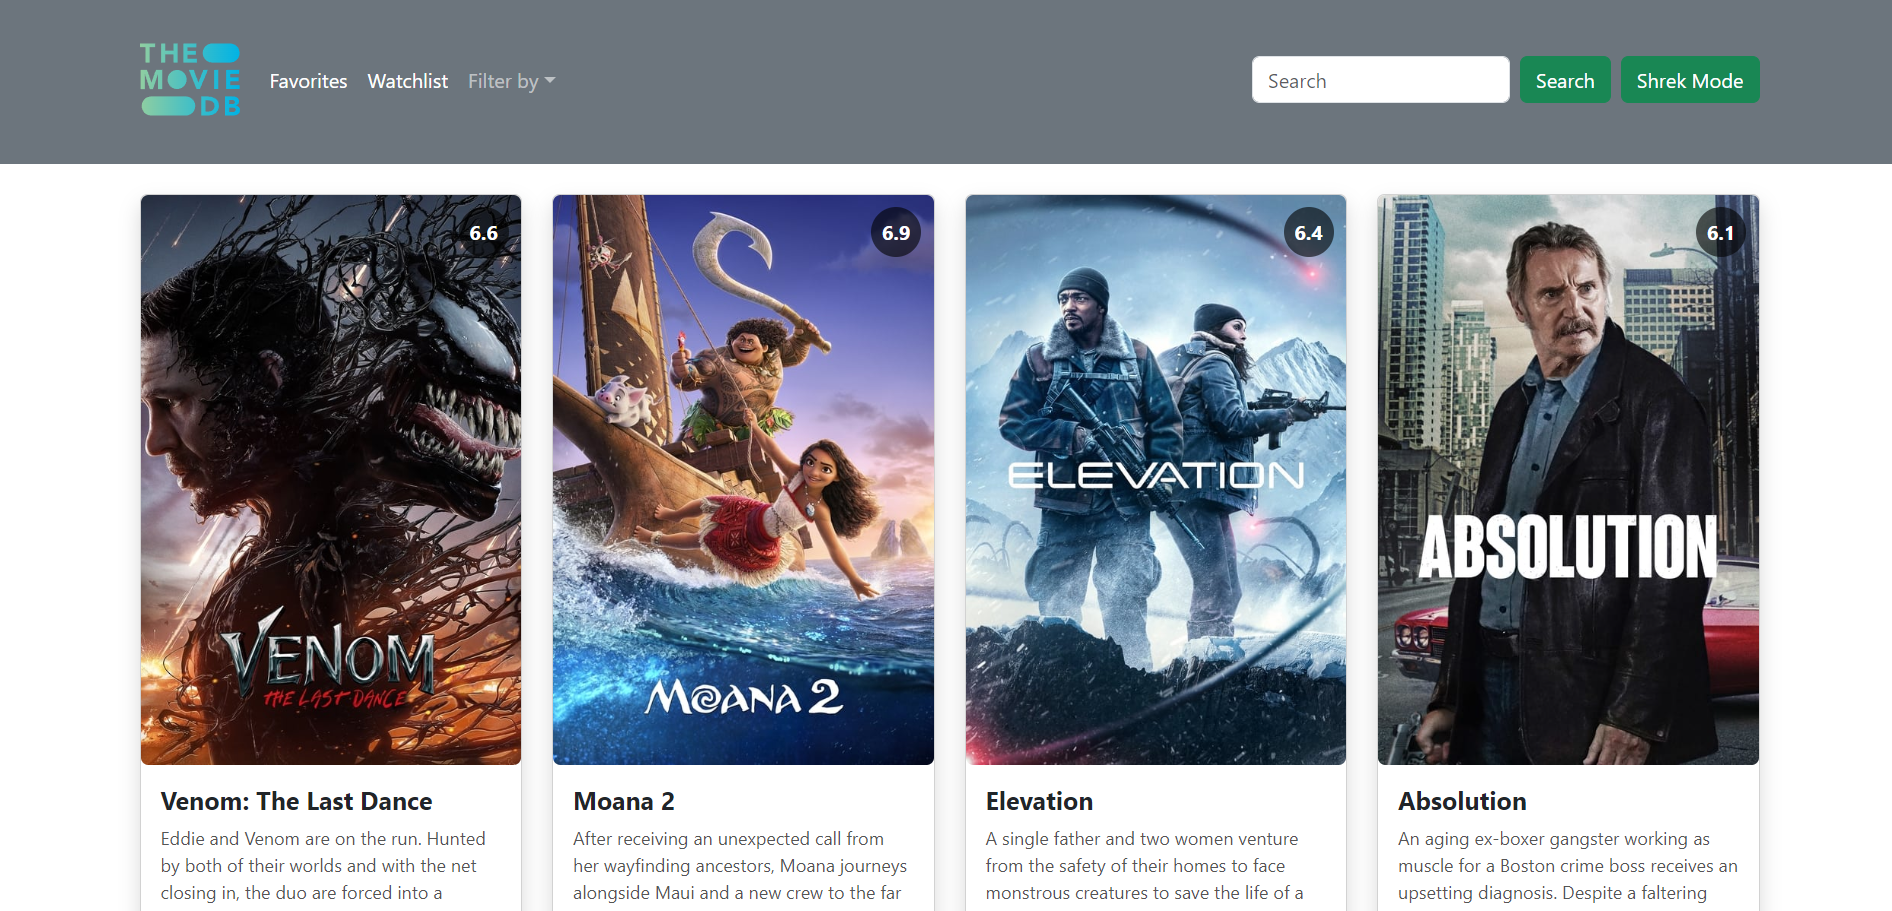 THE
MOVIE
DB
Favorites
Watchlist
Filter by
Search
Search
Shrek Mode
6.6
VENOM
THE LAST DANCE
Venom: The Last Dance
Eddie and Venom are on the run. Hunted
by both of their worlds and with the net
closing in, the duo are forced into a
6.9
MOANA 2
Moana 2
After receiving an unexpected call from
her wayfinding ancestors, Moana journeys
alongside Maui and a new crew to the far
6.4
ELEVATION
Elevation
A single father and two women venture
from the safety of their homes to face
monstrous creatures to save the life of a
6.1
ABSOLUTION
Absolution
An aging ex-boxer gangster working as
muscle for a Boston crime boss receives an
upsetting diagnosis. Despite a faltering